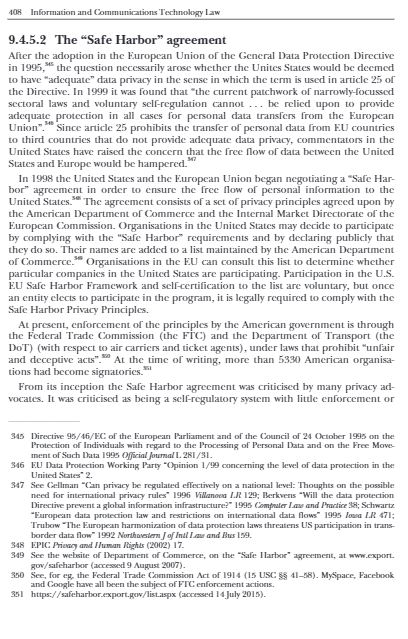 408 Information and Communications Technology Law
9.4.5.2 The “Safe Harbor” agreement
After the adoption in the European Union of the General Data Protection Directive
in 1995,345 the question necessarily arose whether the Unites States would be deemed
to have “adequate” data privacy in the sense in which the term is used in article 25 of
the Directive. In 1999 it was found that “the current patchwork of narrowly-focussed
sectoral laws and voluntary self-regulation cannot . . . be relied upon to provide
adequate protection in all cases for personal data transfers from the European
Union”.346 Since article 25 prohibits the transfer of personal data from EU countries
to third countries that do not provide adequate data privacy, commentators in the
United States have raised the concern that the free flow of data between the United
States and Europe would be hampered.347
In 1998 the United States and the European Union began negotiating a “Safe Har-
bor” agreement in order to ensure the free flow of personal information to the
United States.348 The agreement consists of a set of privacy principles agreed upon by
the American Department of Commerce and the Internal Market Directorate of the
European Commission. Organisations in the United States may decide to participate
by complying with the “Safe Harbor” requirements and by declaring publicly that
they do so. Their names are added to a list maintained by the American Department
of Commerce.349 Organisations in the EU can consult this list to determine whether
particular companies in the United States are participating. Participation in the U.S.
EU Safe Harbor Framework and self-certification to the list are voluntary, but once
an entity elects to participate in the program, it is legally required to comply with the
Safe Harbor Privacy Principles.
At present, enforcement of the principles by the American government is through
the Federal Trade Commission (the FTC) and the Department of Transport (the
DoT) (with respect to air carriers and ticket agents), under laws that prohibit “unfair
and deceptive acts”.350 At the time of writing, more than 5330 American organisa-
tions had become signatories.351
From its inception the Safe Harbor agreement was criticised by many privacy ad-
vocates. It was criticised as being a self-regulatory system with little enforcement or
345 Directive 95/46/EC of the European Parliament and of the Council of 24 October 1995 on the
Protection of Individuals with regard to the Processing of Personal Data and on the Free Move-
ment of Such Data 1995 Official Journal L 281/31.
346 EU Data Protection Working Party “Opinion 1/99 concerning the level of data protection in the
United States” 2.
347 See Gellman “Can privacy be regulated effectively on a national level: Thoughts on the possible
need for international privacy rules” 1996 Villanova LR 129; Berkvens “Will the data protection
Directive prevent a global information infrastructure?” 1995 Computer Law and Practice 38; Schwartz
“European data protection law and restrictions on international data flows” 1995 Iowa LR 471;
Trubow “The European harmonization of data protection laws threatens US participation in trans-
border data flow” 1992 Northwestern J of Intl Law and Bus 159.
348 EPIC Privacy and Human Rights (2002) 17.
349 See the website of Department of Commerce, on the “Safe Harbor” agreement, at www.export.
gov/safeharbor (accessed 9 August 2007).
350 See, for eg, the Federal Trade Commission Act of 1914 (15 USC §§ 41–58). MySpace, Facebook
and Google have all been the subject of FTC enforcement actions.
351 https://safeharbor.export.gov/list.aspx (accessed 14 July 2015).